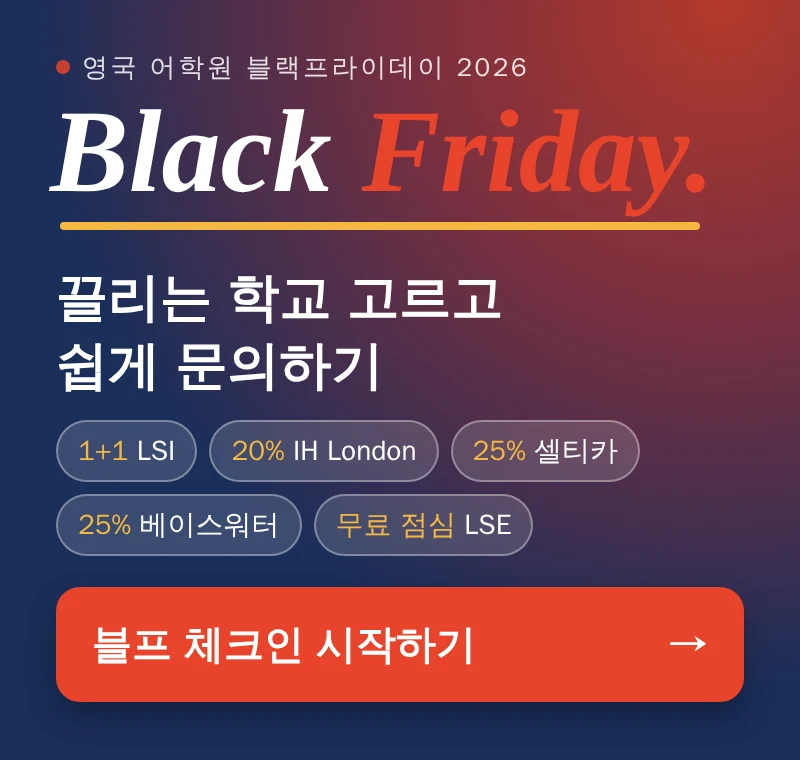 영국 어학원 블랙프라이데이 2026
Black Friday.
끌리는 학교 고르고
쉽게 문의하기
1+1 LSI
20% IH London
25% 셀티카
25% 베이스워터
무료 점심 LSE
블프 체크인 시작하기 →